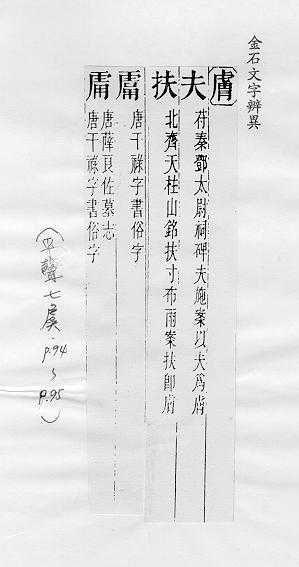 金石文字辨異
膚
夫 苻秦鄧太尉祠碑夫施案以夫爲膚
扶 北齊天柱山銘扶寸布雨案扶卽膚
唐干祿字書俗字
唐薛良佐墓志
唐干祿字書俗字
(平聲七虞·P.94~P.95)